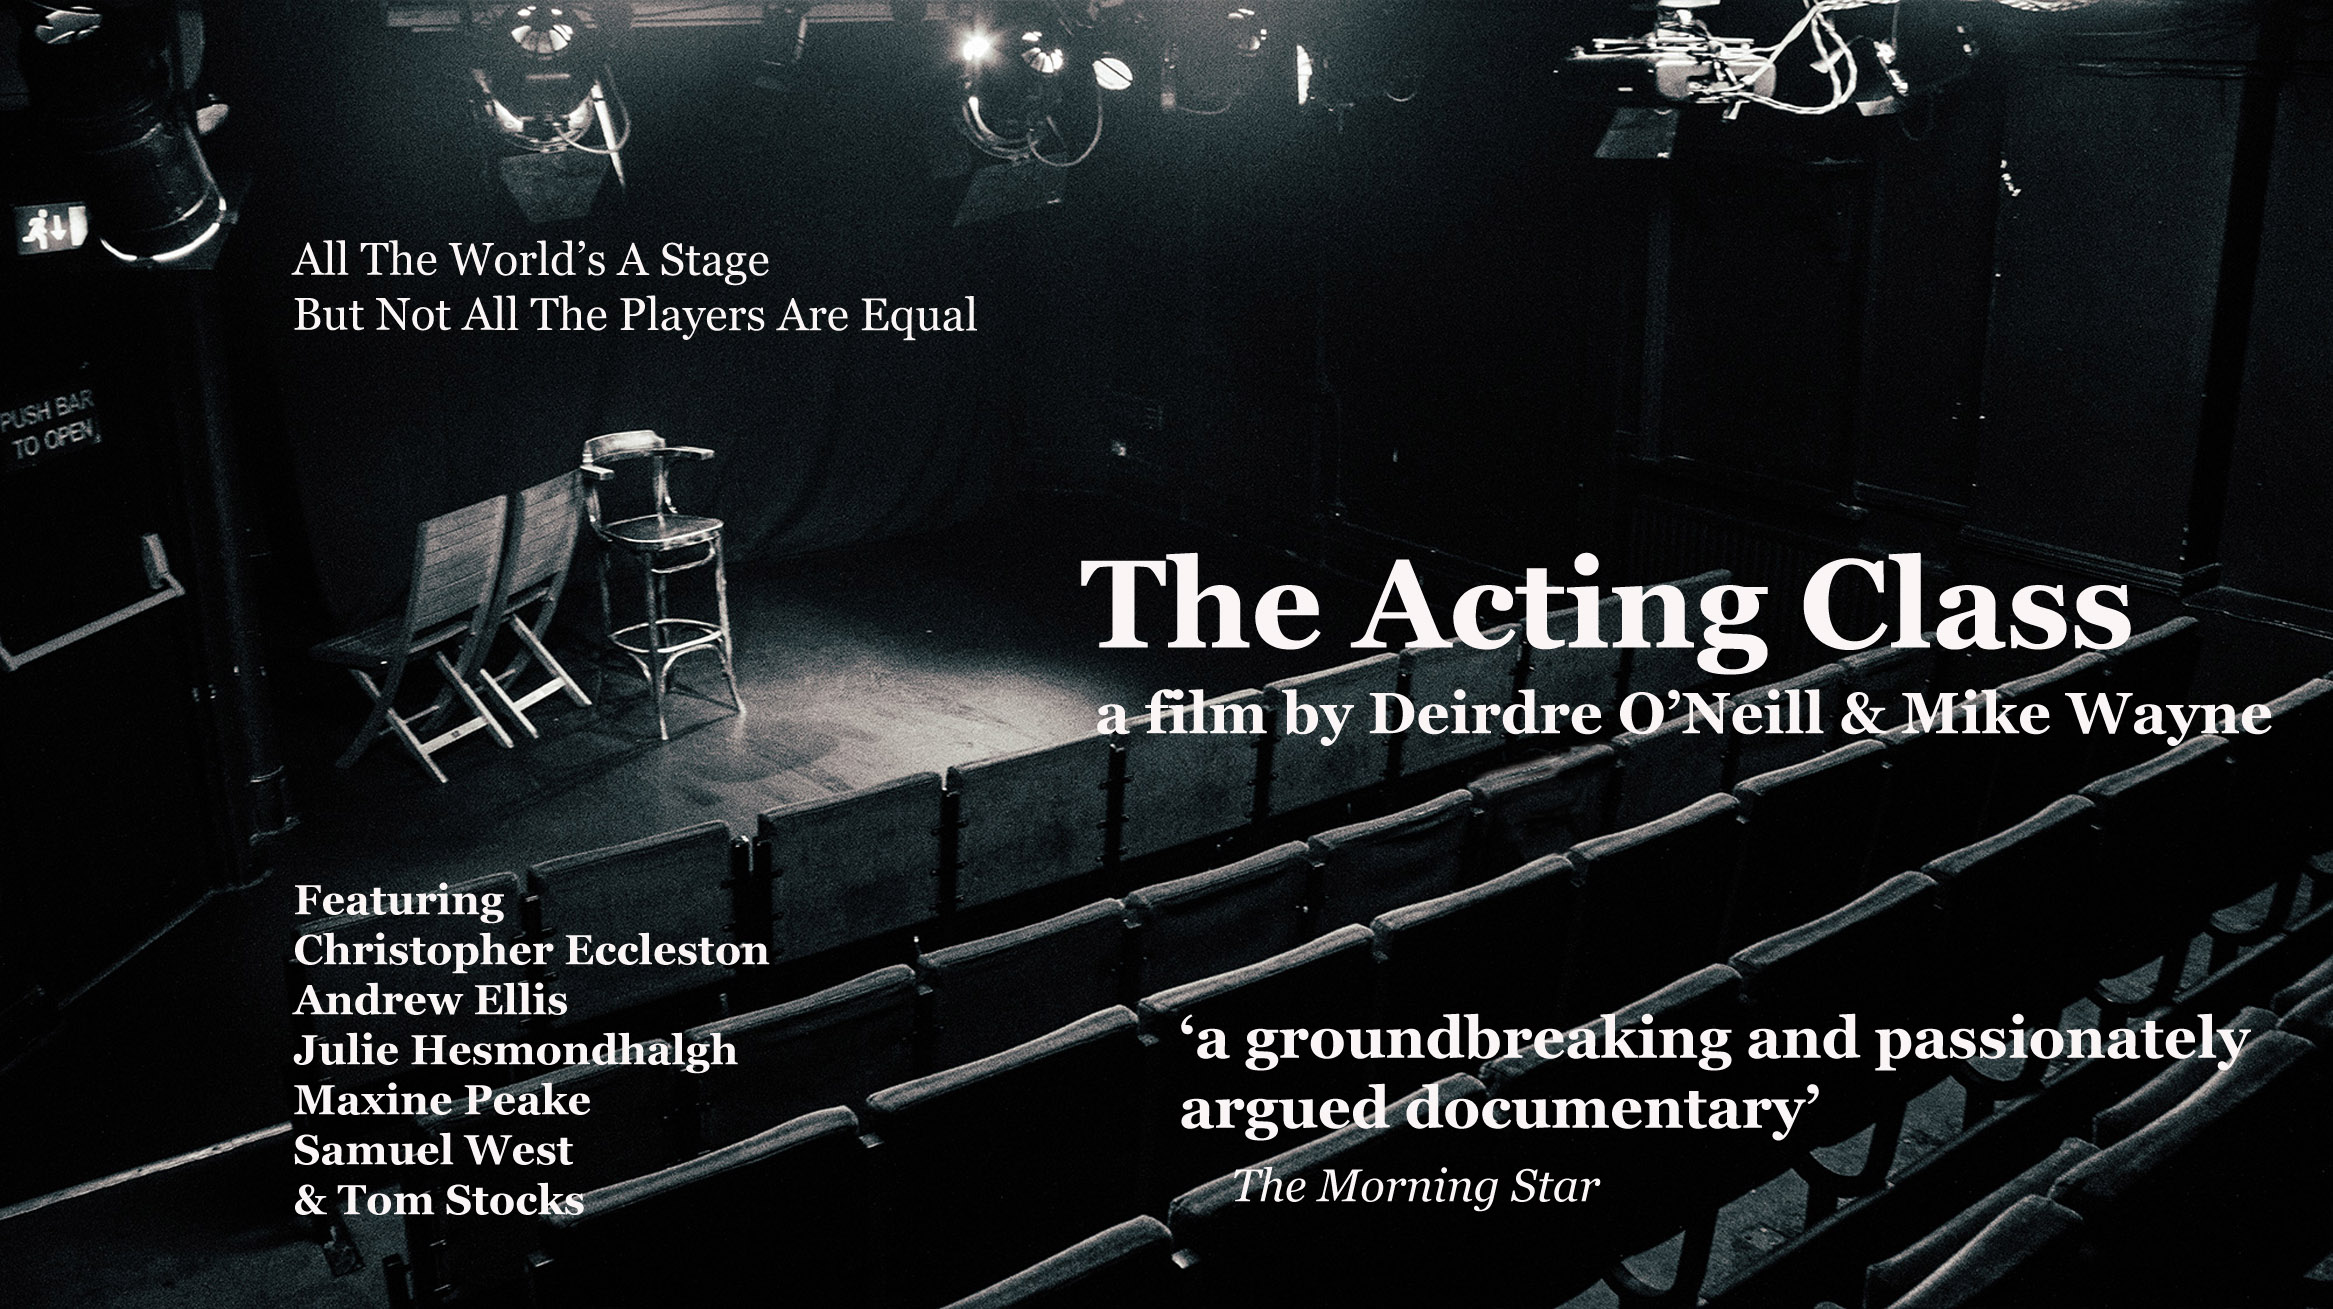 All The World’s A Stage
But Not All The Players Are Equal
PUSH BAR
TO OPEN
The Acting Class
a film by Deirdre O’Neill & Mike Wayne
Featuring
Christopher Eccleston
Andrew Ellis
Julie Hesmondhalgh
Maxine Peake
Samuel West
& Tom Stocks
‘a groundbreaking and passionately
argued documentary’
The Morning Star